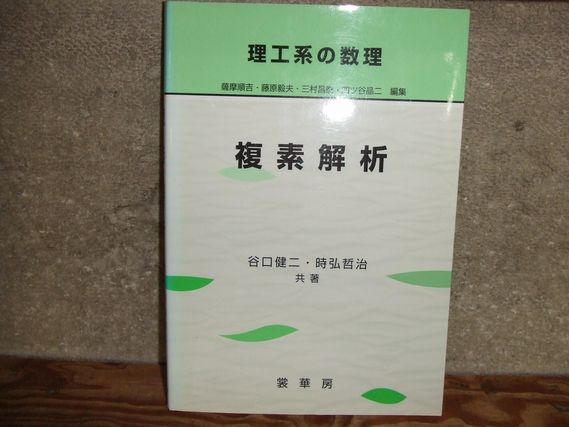 理工系の数理
薩摩順吉・藤原毅夫・三村昌泰・四ツ谷晶二 編集
複素解析
谷口健二・時弘哲治
共著
裳華房